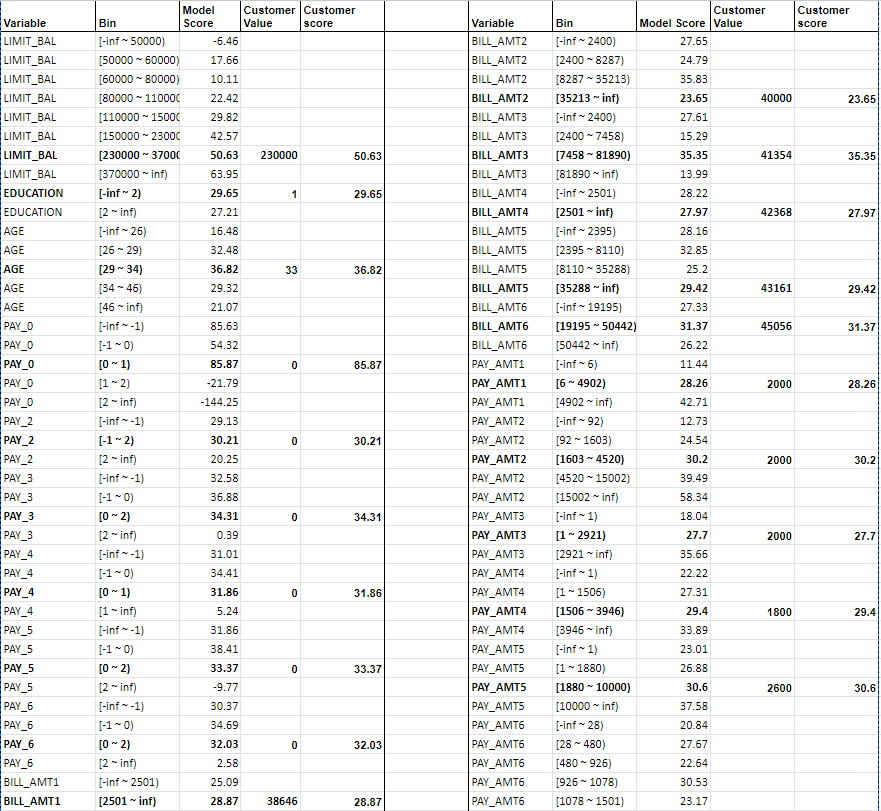 Variable Bin Model Score Customer Value Customer score
LIMIT_BAL [-inf ~ 50000) -6.46
LIMIT_BAL [50000 ~ 60000) 17.66
LIMIT_BAL [60000 ~ 80000) 10.11
LIMIT_BAL [80000 ~ 110000 22.42
LIMIT_BAL [110000 ~ 15000 29.82
LIMIT_BAL [150000 ~ 23000 42.57
LIMIT_BAL [230000 ~ 37000 50.63 230000 50.63
LIMIT_BAL [370000 ~ inf) 63.95
EDUCATION [-inf ~ 2) 29.65 1 29.65
EDUCATION [2 ~ inf) 27.21
AGE [-inf ~ 26) 16.48
AGE [26 ~ 29) 32.48
AGE [29 ~ 34) 36.82 33 36.82
AGE [34 ~ 46) 29.32
AGE [46 ~ inf) 21.07
PAY_0 [-inf ~ -1) 85.63
PAY_0 [-1 ~ 0) 54.32
PAY_0 [0 ~ 1) 85.87 0 85.87
PAY_0 [1 ~ 2) -21.79
PAY_0 [2 ~ inf) -144.25
PAY_2 [-inf ~ -1) 29.13
PAY_2 [-1 ~ 2) 30.21 0 30.21
PAY_2 [2 ~ inf) 20.25
PAY_3 [-inf ~ -1) 32.58
PAY_3 [-1 ~ 0) 36.88
PAY_3 [0 ~ 2) 34.31 0 34.31
PAY_3 [2 ~ inf) 0.39
PAY_4 [-inf ~ -1) 31.01
PAY_4 [-1 ~ 0) 34.41
PAY_4 [0 ~ 1) 31.86 0 31.86
PAY_4 [1 ~ inf) 5.24
PAY_5 [-inf ~ -1) 31.86
PAY_5 [-1 ~ 0) 38.41
PAY_5 [0 ~ 2) 33.37 0 33.37
PAY_5 [2 ~ inf) -9.77
PAY_6 [-inf ~ -1) 30.37
PAY_6 [-1 ~ 0) 34.69
PAY_6 [0 ~ 2) 32.03 0 32.03
PAY_6 [2 ~ inf) 2.58
BILL_AMT1 [-inf ~ 2501) 25.09
BILL_AMT1 [2501 ~ inf) 28.87 38646 28.87
Variable Bin Model Score Customer Value Customer score
BILL_AMT2 [-inf ~ 2400) 27.65
BILL_AMT2 [2400 ~ 8287) 24.79
BILL_AMT2 [8287 ~ 35213) 35.83
BILL_AMT2 [35213 ~ inf) 23.65 40000 23.65
BILL_AMT3 [-inf ~ 2400) 27.61
BILL_AMT3 [2400 ~ 7458) 15.29
BILL_AMT3 [7458 ~ 81890) 35.35 41354 35.35
BILL_AMT3 [81890 ~ inf) 13.99
BILL_AMT4 [-inf ~ 2501) 28.22
BILL_AMT4 [2501 ~ inf) 27.97 42368 27.97
BILL_AMT5 [-inf ~ 2395) 28.16
BILL_AMT5 [2395 ~ 8110) 32.85
BILL_AMT5 [8110 ~ 35288) 25.2
BILL_AMT5 [35288 ~ inf) 29.42 43161 29.42
BILL_AMT6 [-inf ~ 19195) 27.33
BILL_AMT6 [19195 ~ 50442) 31.37 45056 31.37
BILL_AMT6 [50442 ~ inf) 26.22
PAY_AMT1 [-inf ~ 6) 11.44
PAY_AMT1 [6 ~ 4902) 28.26 2000 28.26
PAY_AMT1 [4902 ~ inf) 42.71
PAY_AMT2 [-inf ~ 92) 12.73
PAY_AMT2 [92 ~ 1603) 24.54
PAY_AMT2 [1603 ~ 4520) 30.2 2000 30.2
PAY_AMT2 [4520 ~ 15002) 39.49
PAY_AMT2 [15002 ~ inf) 58.34
PAY_AMT3 [-inf ~ 1) 18.04
PAY_AMT3 [1 ~ 2921) 27.7 2000 27.7
PAY_AMT3 [2921 ~ inf) 35.66
PAY_AMT4 [-inf ~ 1) 22.22
PAY_AMT4 [1 ~ 1506) 27.31
PAY_AMT4 [1506 ~ 3946) 29.4 1800 29.4
PAY_AMT4 [3946 ~ inf) 33.89
PAY_AMT5 [-inf ~ 1) 23.01
PAY_AMT5 [1 ~ 1880) 26.88
PAY_AMT5 [1880 ~ 10000) 30.6 2600 30.6
PAY_AMT5 [10000 ~ inf) 37.58
PAY_AMT6 [-inf ~ 28) 20.84
PAY_AMT6 [28 ~ 480) 27.67
PAY_AMT6 [480 ~ 926) 22.64
PAY_AMT6 [926 ~ 1078) 30.53
PAY_AMT6 [1078 ~ 1501) 23.17